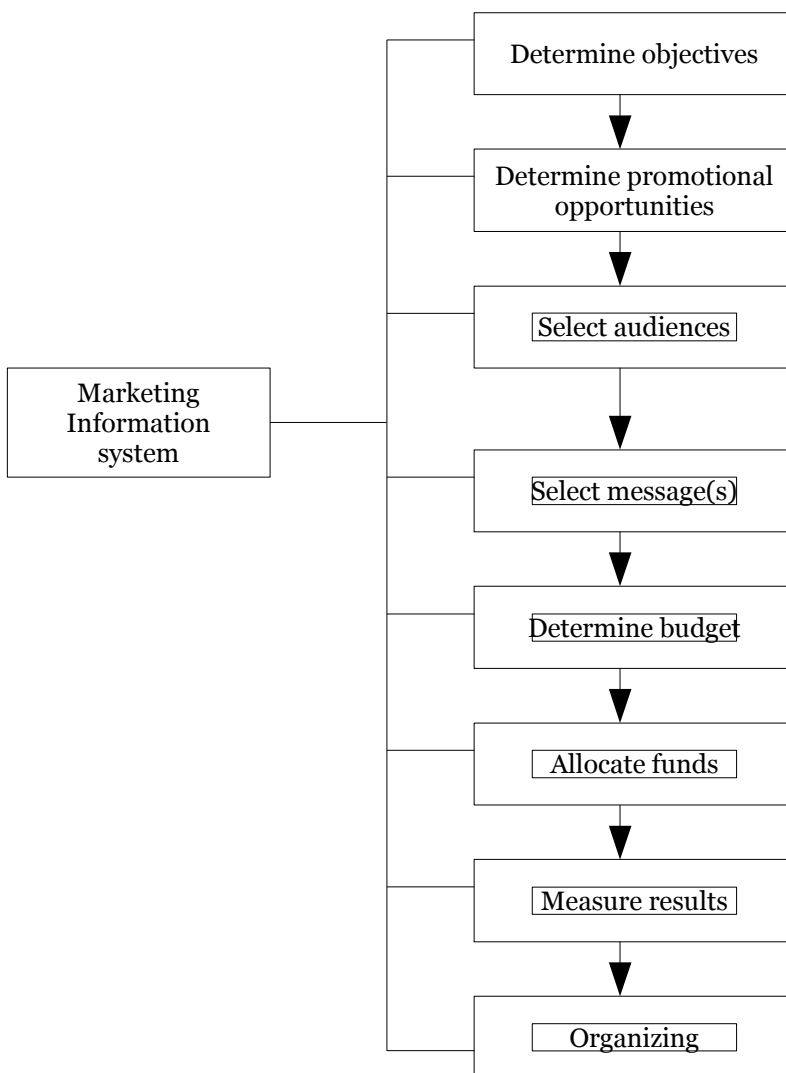 Determine objectives
Determine promotional
opportunities
Select audiences
Marketing
Information
system
Select message(s)
Determine budget
Allocate funds
Measure results
Organizing